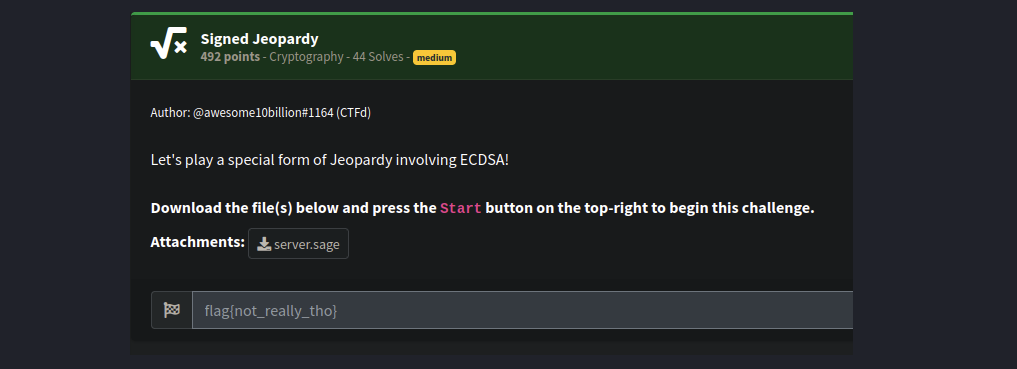 Signed Jeopardy
492 points - Cryptography - 44 Solves - medium
Author: @awesome10billion#1164 (CTFd)
Let's play a special form of Jeopardy involving ECDSA!
Download the file(s) below and press the Start button on the top-right to begin this challenge.
Attachments: server.sage
flag{not_really_tho}